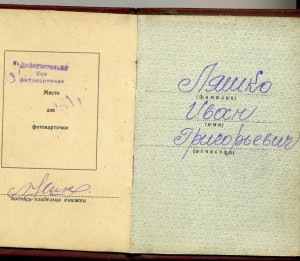 Действительно
без
фотокарточки
Место
для
фотокарточки
подпись владельца книжки
Ляшко
(фамилия)
Иван
(имя)
Григорьевич
(отчество)